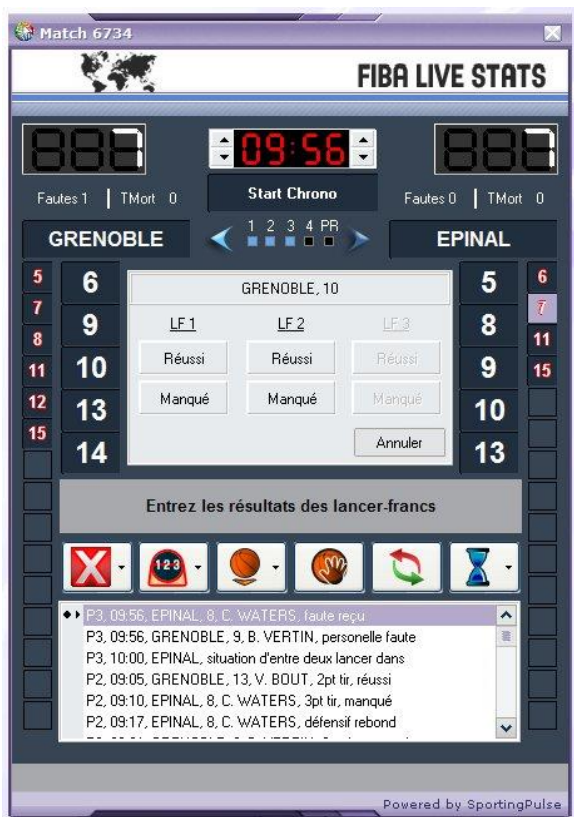 Match 6734
FIBA LIVE STATS
7 09:56 7
Fautes 1 TMort 0 Start Chrono Fautes 0 TMort 0
GRENOBLE 1 2 3 4 PR EPINAL
5 6 GRENOBLE, 10 5 6
7 9 LF 1 LF 2 LF 3 8 7
8 11
11 10 Réussi Réussi Réussi 9 15
12 13 Manqué Manqué Manqué 10
15 14 Annuler 13
Entrez les résultats des lancer-francs
123
P3, 09:56, EPINAL, 8, C. WATERS, faute reçu
P3, 09:56, GRENOBLE, 9, B. VERTIN, personelle faute
P3, 10:00, EPINAL, situation d'entre deux lancer dans
P2, 09:05, GRENOBLE, 13, V. BOUT, 2pt tir, réussi
P2, 09:10, EPINAL, 8, C. WATERS, 3pt tir, manqué
P2, 09:17, EPINAL, 8, C. WATERS, défensif rebond
Powered by SportingPulse